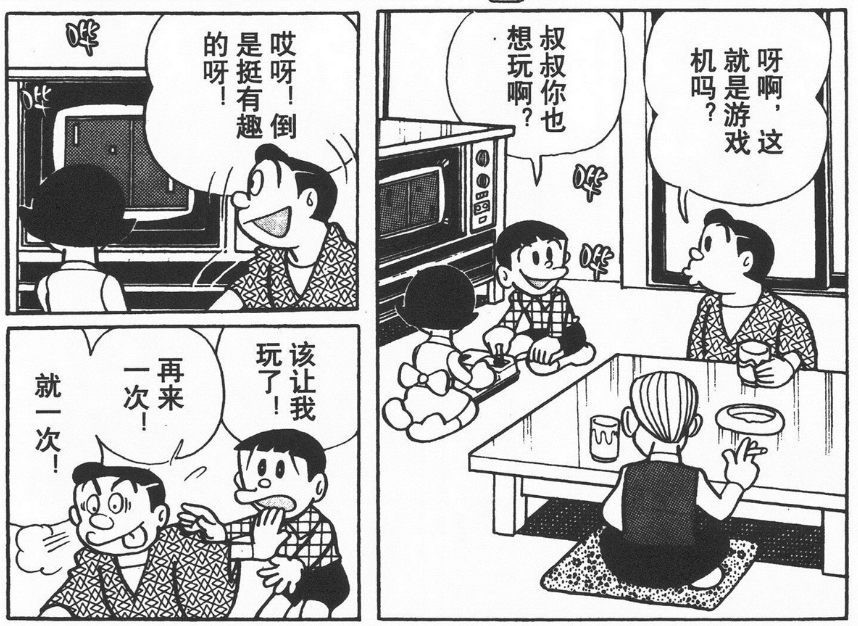 呀啊，这
就是游戏
机吗？
叔叔你也
想玩啊？
哔
哔
哎呀！倒
是挺有趣
的呀！
哔
哔
该让我
玩了！
再来
一次！
就一次！